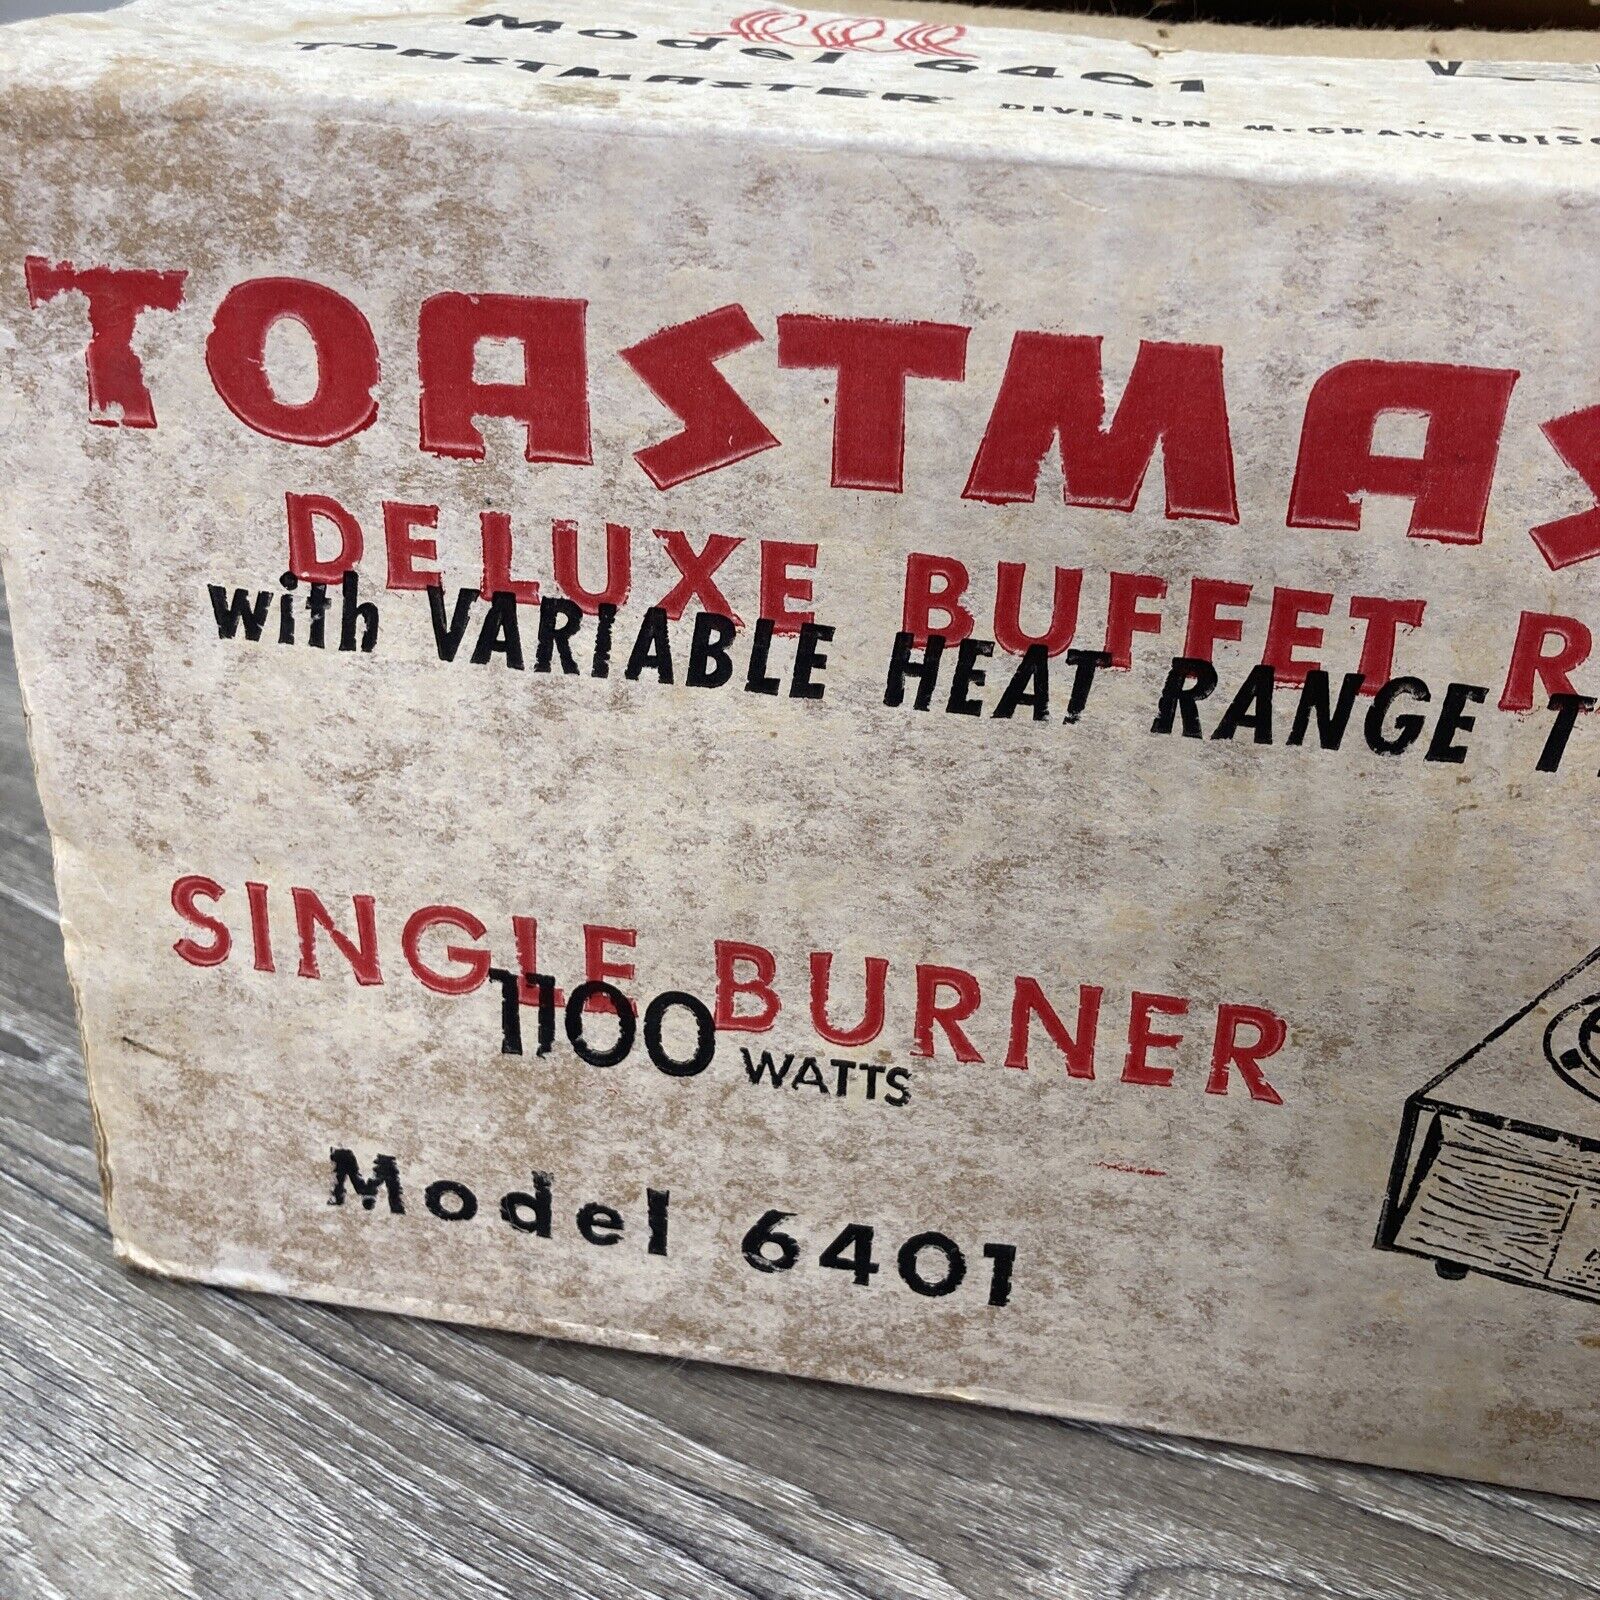 Model 6401
TOASTMASTER DIVISION McGRAW-EDISO
TOASTMAS
DELUXE BUFFET R
with VARIABLE HEAT RANGE T
SINGLE BURNER
1100 WATTS
Model 6401